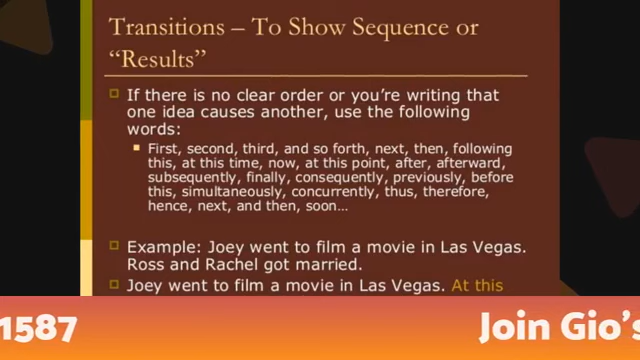 Transitions – To Show Sequence or
“Results”
If there is no clear order or you’re writing that
one idea causes another, use the following
words:
First, second, third, and so forth, next, then, following
this, at this time, now, at this point, after, afterward,
subsequently, finally, consequently, previously, before
this, simultaneously, concurrently, thus, therefore,
hence, next, and then, soon…
Example: Joey went to film a movie in Las Vegas.
Ross and Rachel got married.
Joey went to film a movie in Las Vegas. At this
1587 Join Gio’s